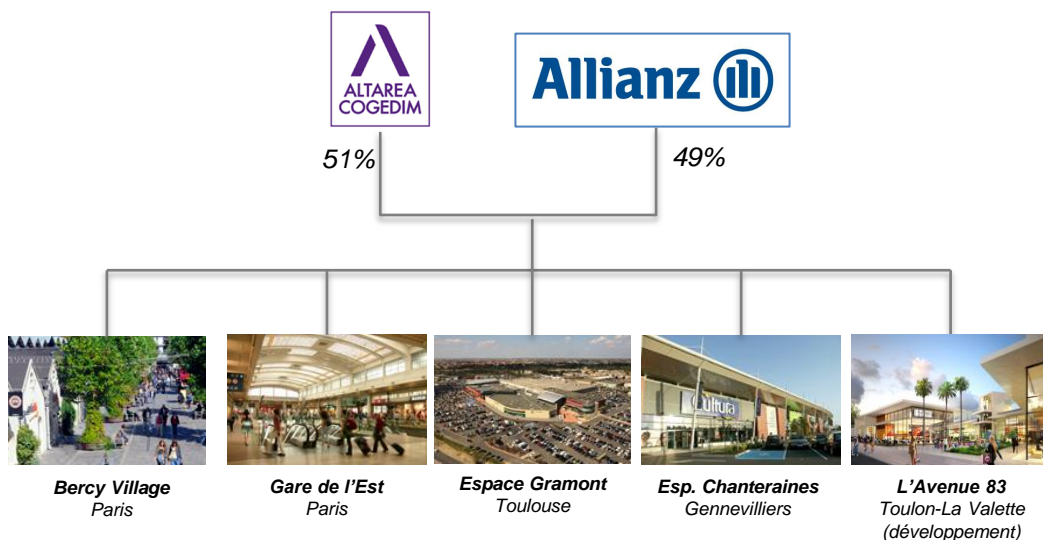 ALTAREA
COGEDIM
Allianz
51%
49%
Cultura
Bercy Village
Paris
Gare de l'Est
Paris
Espace Gramont
Toulouse
Esp. Chanteraines
Gennevilliers
L'Avenue 83
Toulon-La Valette
(développement)